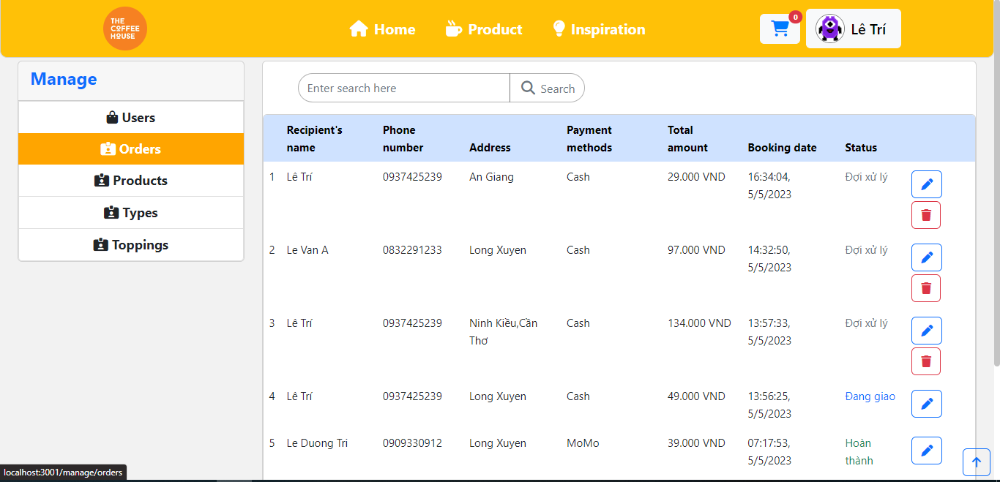 THE
COFFEE
HOUSE
Home
Product
Inspiration
0
Lê Trí
Manage
Users
Orders
Products
Types
Toppings
Enter search here
Search
Recipient's name Phone number Address Payment methods Total amount Booking date Status
1 Lê Trí 0937425239 An Giang Cash 29.000 VND 16:34:04, 5/5/2023 Đợi xử lý
2 Le Van A 0832291233 Long Xuyen Cash 97.000 VND 14:32:50, 5/5/2023 Đợi xử lý
3 Lê Trí 0937425239 Ninh Kiều,Cần Thơ Cash 134.000 VND 13:57:33, 5/5/2023 Đợi xử lý
4 Lê Trí 0937425239 Long Xuyen Cash 49.000 VND 13:56:25, 5/5/2023 Đang giao
5 Le Duong Tri 0909330912 Long Xuyen MoMo 39.000 VND 07:17:53, 5/5/2023 Hoàn thành
localhost:3001/manage/orders